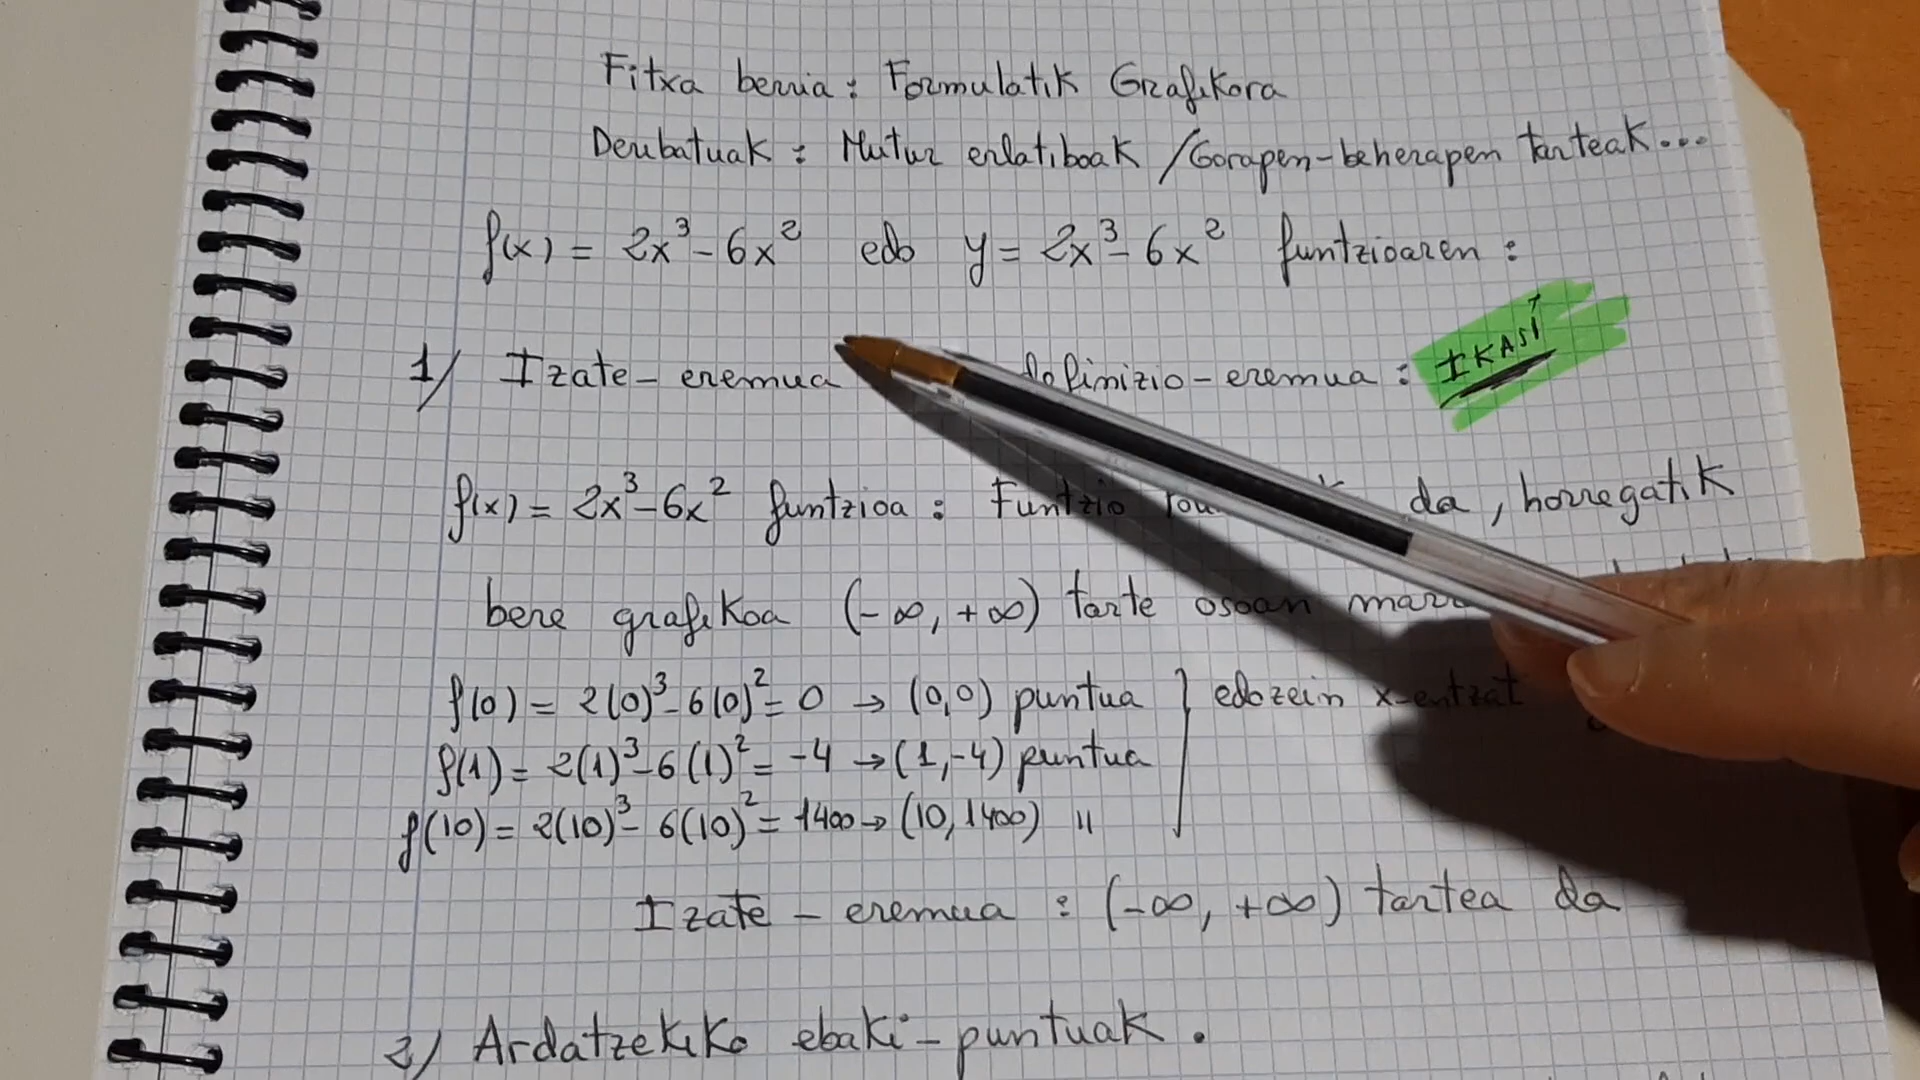 Fitxa berria : Formulatik Grafikora
Deribatuak : Mutur erlatiboak / Gorapen-beherapen tarteak...
f(x) = 2x³ - 6x² edo y = 2x³ - 6x² funtzioaren :
1/ Izate-eremua definizio-eremua : IKASI
f(x) = 2x³ - 6x² funtzioa : Funtzio da , horregatik
bere grafikoa (-∞, +∞) tarte osoan
f(0) = 2(0)³ - 6(0)² = 0 → (0,0) puntua } edozein x-entzat
f(1) = 2(1)³ - 6(1)² = -4 → (1,-4) puntua
f(10) = 2(10)³ - 6(10)² = 1400 → (10, 1400) "
Izate - eremua : (-∞, +∞) tartea da
2/ Ardatzekiko ebaki - puntuak .